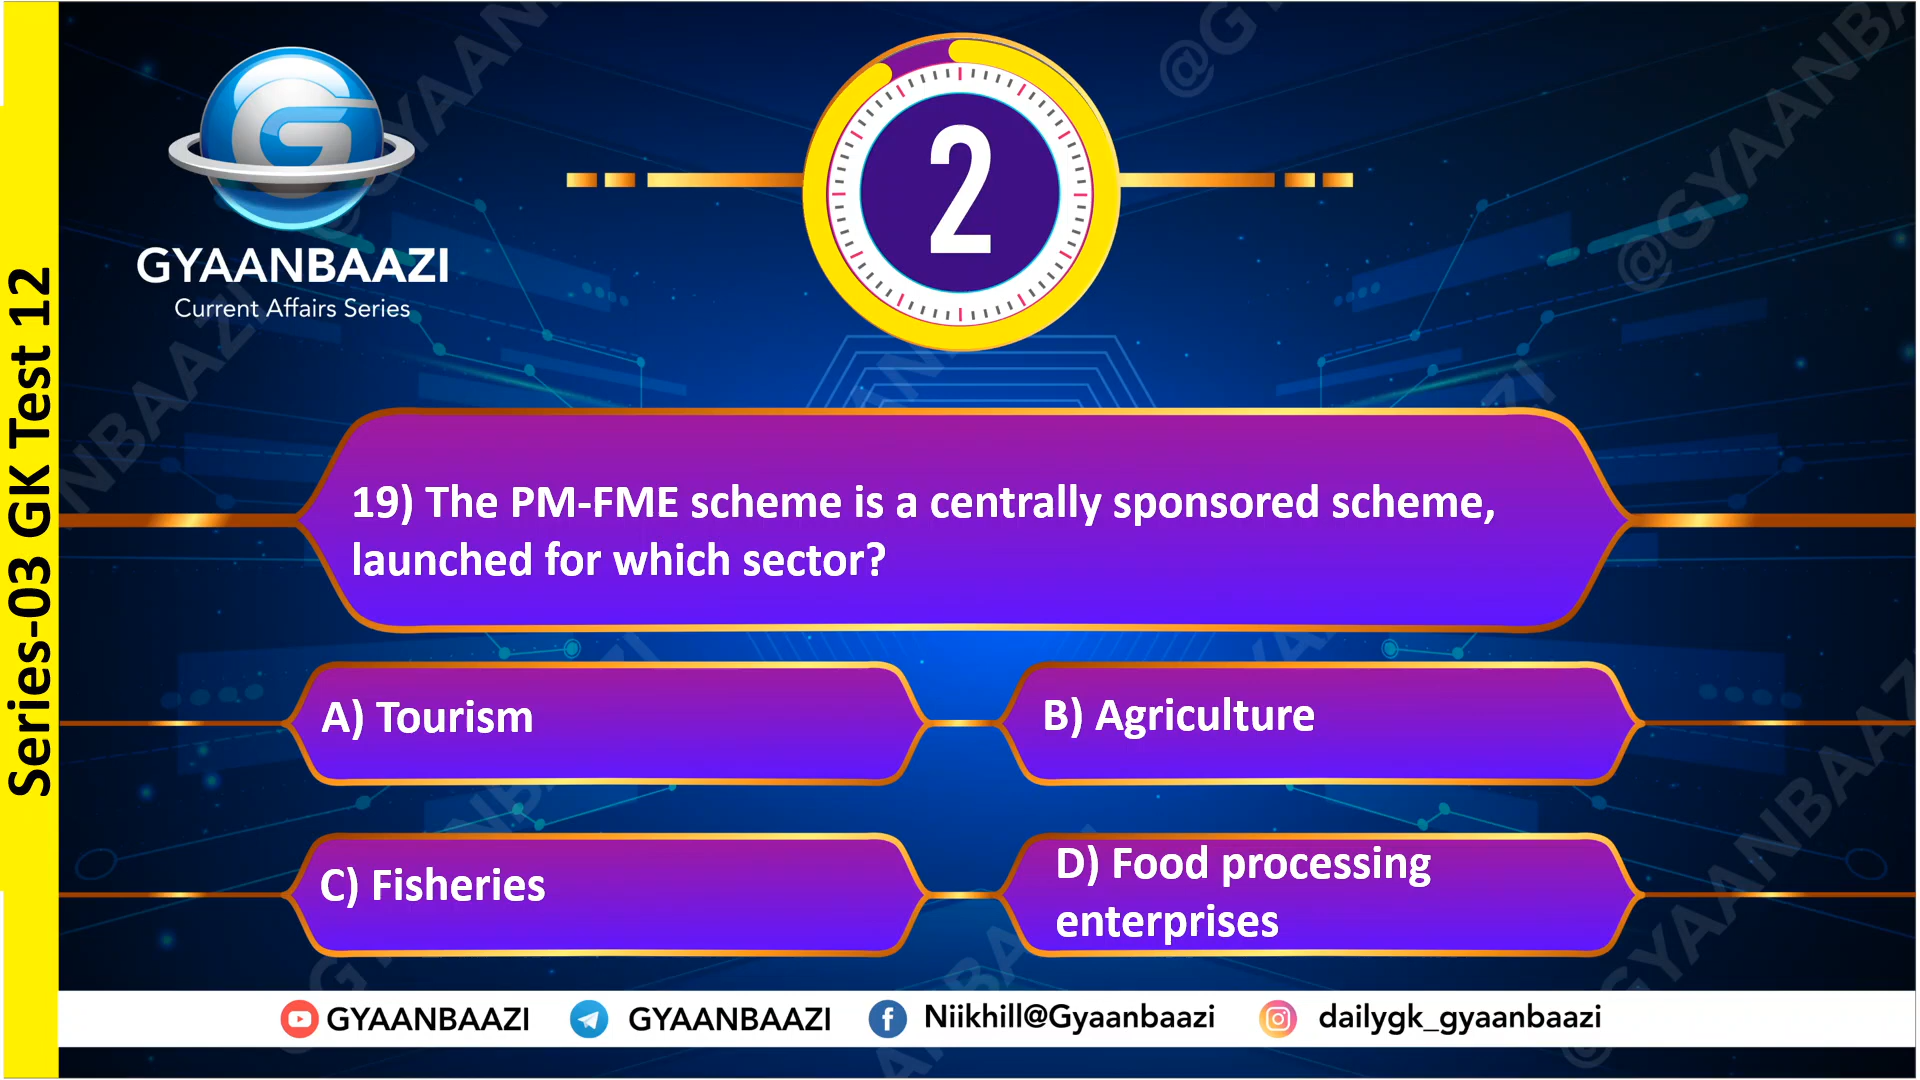 Series-03 GK Test 12
GYAANBAAZI
Current Affairs Series
2
19) The PM-FME scheme is a centrally sponsored scheme,
launched for which sector?
A) Tourism
B) Agriculture
C) Fisheries
D) Food processing
enterprises
GYAANBAAZI
GYAANBAAZI
Niikhill@Gyaanbaazi
dailygk_gyaanbaazi
@GYAANBAAZI